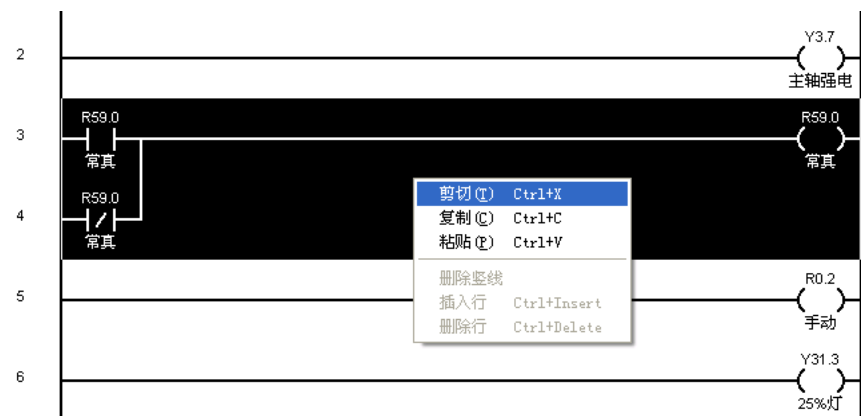 2
Y3.7
主轴强电
3
R59.0
R59.0
常真
常真
4
R59.0
常真
剪切(T) Ctrl+X
复制(C) Ctrl+C
粘贴(P) Ctrl+V
删除竖线
插入行 Ctrl+Insert
删除行 Ctrl+Delete
5
R0.2
手动
6
Y31.3
25%灯